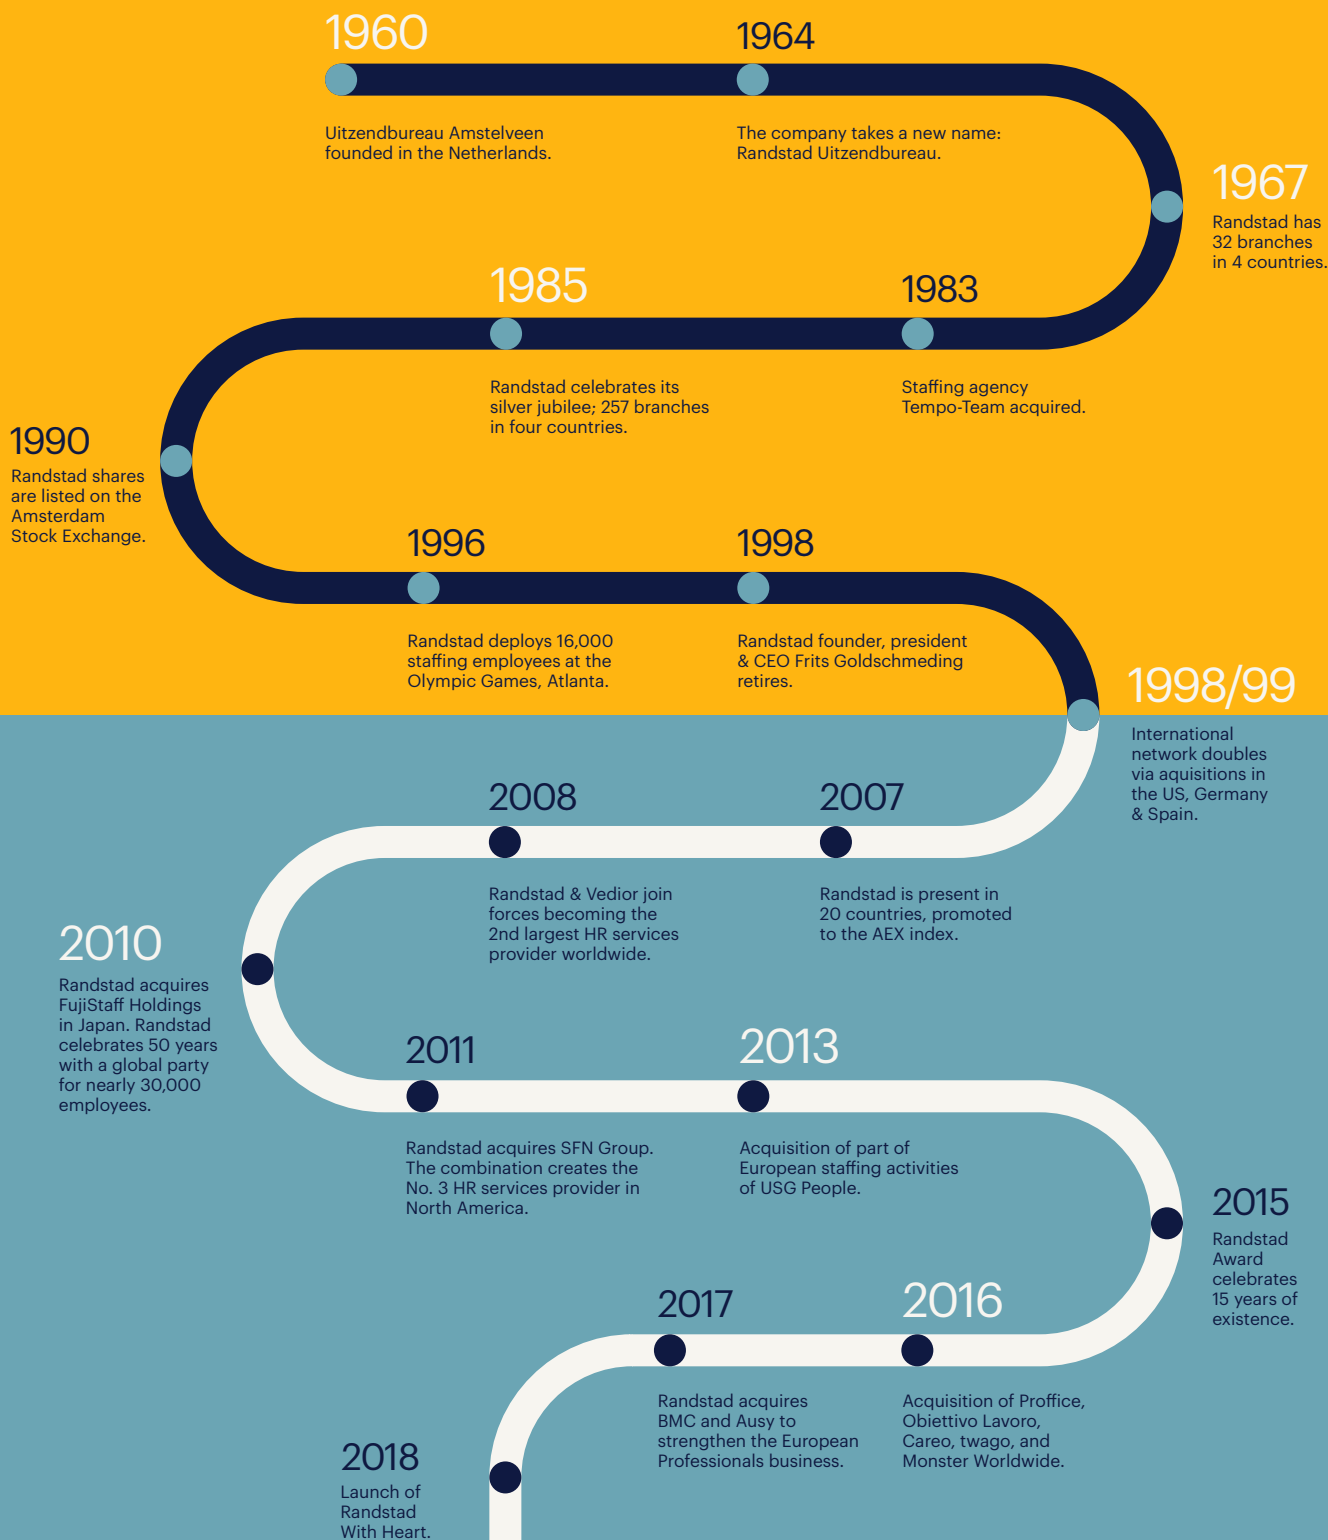 1960
Uitzendbureau Amstelveen
founded in the Netherlands.
1964
The company takes a new name:
Randstad Uitzendbureau.
1967
Randstad has
32 branches
in 4 countries.
1983
Staffing agency
Tempo-Team acquired.
1985
Randstad celebrates its
silver jubilee; 257 branches
in four countries.
1990
Randstad shares
are listed on the
Amsterdam
Stock Exchange.
1996
Randstad deploys 16,000
staffing employees at the
Olympic Games, Atlanta.
1998
Randstad founder, president
& CEO Frits Goldschmeding
retires.
1998/99
International
network doubles
via aquisitions in
the US, Germany
& Spain.
2007
Randstad is present in
20 countries, promoted
to the AEX index.
2008
Randstad & Vedior join
forces becoming the
2nd largest HR services
provider worldwide.
2010
Randstad acquires
FujiStaff Holdings
in Japan. Randstad
celebrates 50 years
with a global party
for nearly 30,000
employees.
2011
Randstad acquires SFN Group.
The combination creates the
No. 3 HR services provider in
North America.
2013
Acquisition of part of
European staffing activities
of USG People.
2015
Randstad
Award
celebrates
15 years of
existence.
2016
Acquisition of Proffice,
Obiettivo Lavoro,
Careo, twago, and
Monster Worldwide.
2017
Randstad acquires
BMC and Ausy to
strengthen the European
Professionals business.
2018
Launch of
Randstad
With Heart.